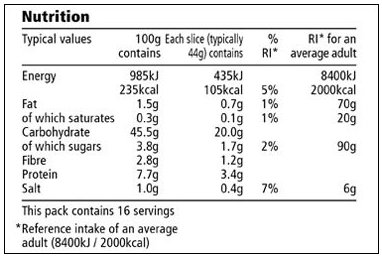 Nutrition
Typical values 100g contains Each slice (typically 44g) contains % RI* RI* for an average adult
Energy 985kJ 435kJ 8400kJ
235kcal 105kcal 5% 2000kcal
Fat 1.5g 0.7g 1% 70g
of which saturates 0.3g 0.1g 1% 20g
Carbohydrate 45.5g 20.0g
of which sugars 3.8g 1.7g 2% 90g
Fibre 2.8g 1.2g
Protein 7.7g 3.4g
Salt 1.0g 0.4g 7% 6g
This pack contains 16 servings
*Reference intake of an average
adult (8400kJ / 2000kcal)